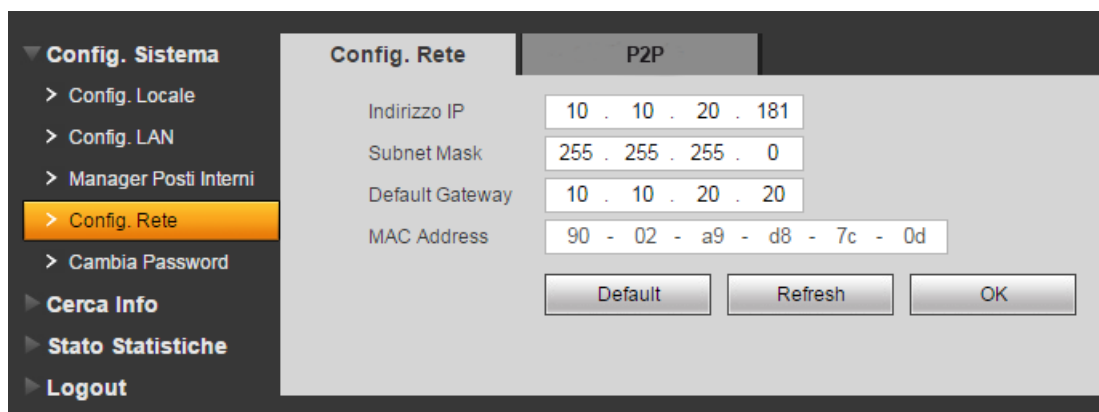 Config. Sistema
Config. Locale
Config. LAN
Manager Posti Interni
Config. Rete
Cambia Password
Cerca Info
Stato Statistiche
Logout
Config. Rete
P2P
Indirizzo IP 10 . 10 . 20 . 181
Subnet Mask 255 . 255 . 255 . 0
Default Gateway 10 . 10 . 20 . 20
MAC Address 90 - 02 - a9 - d8 - 7c - 0d
Default Refresh OK